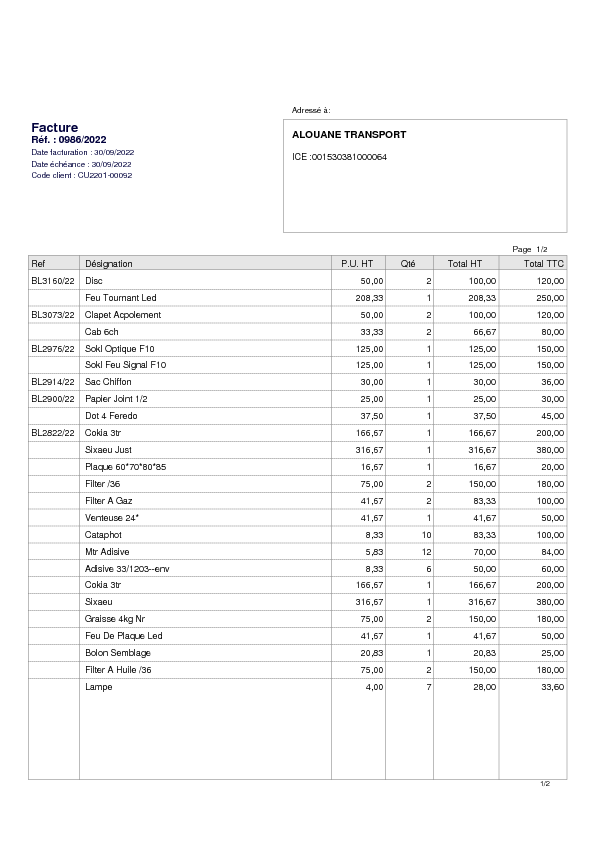 Adressé à:
Facture
Réf. : 0986/2022
Date facturation : 30/09/2022
Date échéance : 30/09/2022
Code client : CU2201-00092
ALOUANE TRANSPORT
ICE :001530381000064
Page 1/2
Ref Désignation P.U. HT Qté Total HT Total TTC
BL3160/22 Disc 50,00 2 100,00 120,00
Feu Tournant Led 208,33 1 208,33 250,00
BL3073/22 Clapet Acpolement 50,00 2 100,00 120,00
Cab 6ch 33,33 2 66,67 80,00
BL2976/22 Sokl Optique F10 125,00 1 125,00 150,00
Sokl Feu Signal F10 125,00 1 125,00 150,00
BL2914/22 Sac Chiffon 30,00 1 30,00 36,00
BL2900/22 Papier Joint 1/2 25,00 1 25,00 30,00
Dot 4 Feredo 37,50 1 37,50 45,00
BL2822/22 Cokia 3tr 166,67 1 166,67 200,00
Sixaeu Just 316,67 1 316,67 380,00
Plaque 60*70*80*85 16,67 1 16,67 20,00
Filter /36 75,00 2 150,00 180,00
Filter A Gaz 41,67 2 83,33 100,00
Venteuse 24* 41,67 1 41,67 50,00
Cataphot 8,33 10 83,33 100,00
Mtr Adisive 5,83 12 70,00 84,00
Adisive 33/1203--env 8,33 6 50,00 60,00
Cokia 3tr 166,67 1 166,67 200,00
Sixaeu 316,67 1 316,67 380,00
Graisse 4kg Nr 75,00 2 150,00 180,00
Feu De Plaque Led 41,67 1 41,67 50,00
Bolon Semblage 20,83 1 20,83 25,00
Filter A Huile /36 75,00 2 150,00 180,00
Lampe 4,00 7 28,00 33,60
1/2